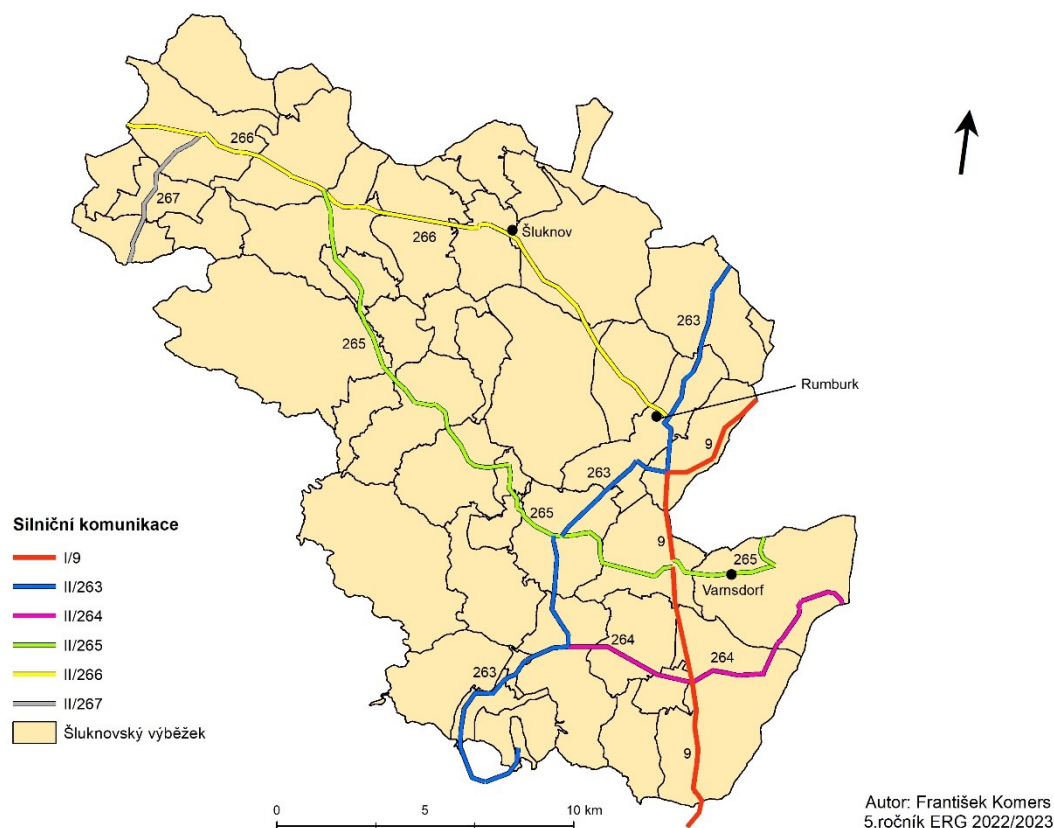 266
267
266
Šluknov
263
265
Rumburk
9
263
265
9
265
Varnsdorf
264
264
263
9
Silniční komunikace
I/9
II/263
II/264
II/265
II/266
II/267
Šluknovský výběžek
0 5 10 km
Autor: František Komers
5.ročník ERG 2022/2023